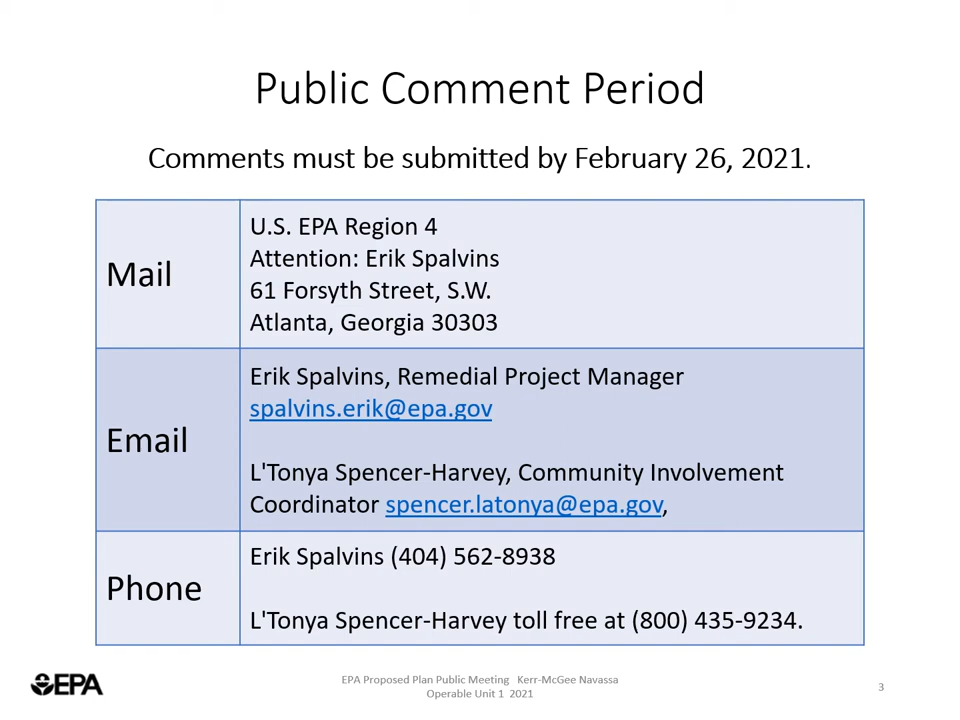 Public Comment Period
Comments must be submitted by February 26, 2021.
Mail
U.S. EPA Region 4
Attention: Erik Spalvins
61 Forsyth Street, S.W.
Atlanta, Georgia 30303
Email
Erik Spalvins, Remedial Project Manager
spalvins.erik@epa.gov
L'Tonya Spencer-Harvey, Community Involvement
Coordinator spencer.latonya@epa.gov,
Phone
Erik Spalvins (404) 562-8938
L'Tonya Spencer-Harvey toll free at (800) 435-9234.
EPA
EPA Proposed Plan Public Meeting Kerr-McGee Navassa
Operable Unit 1 2021
3